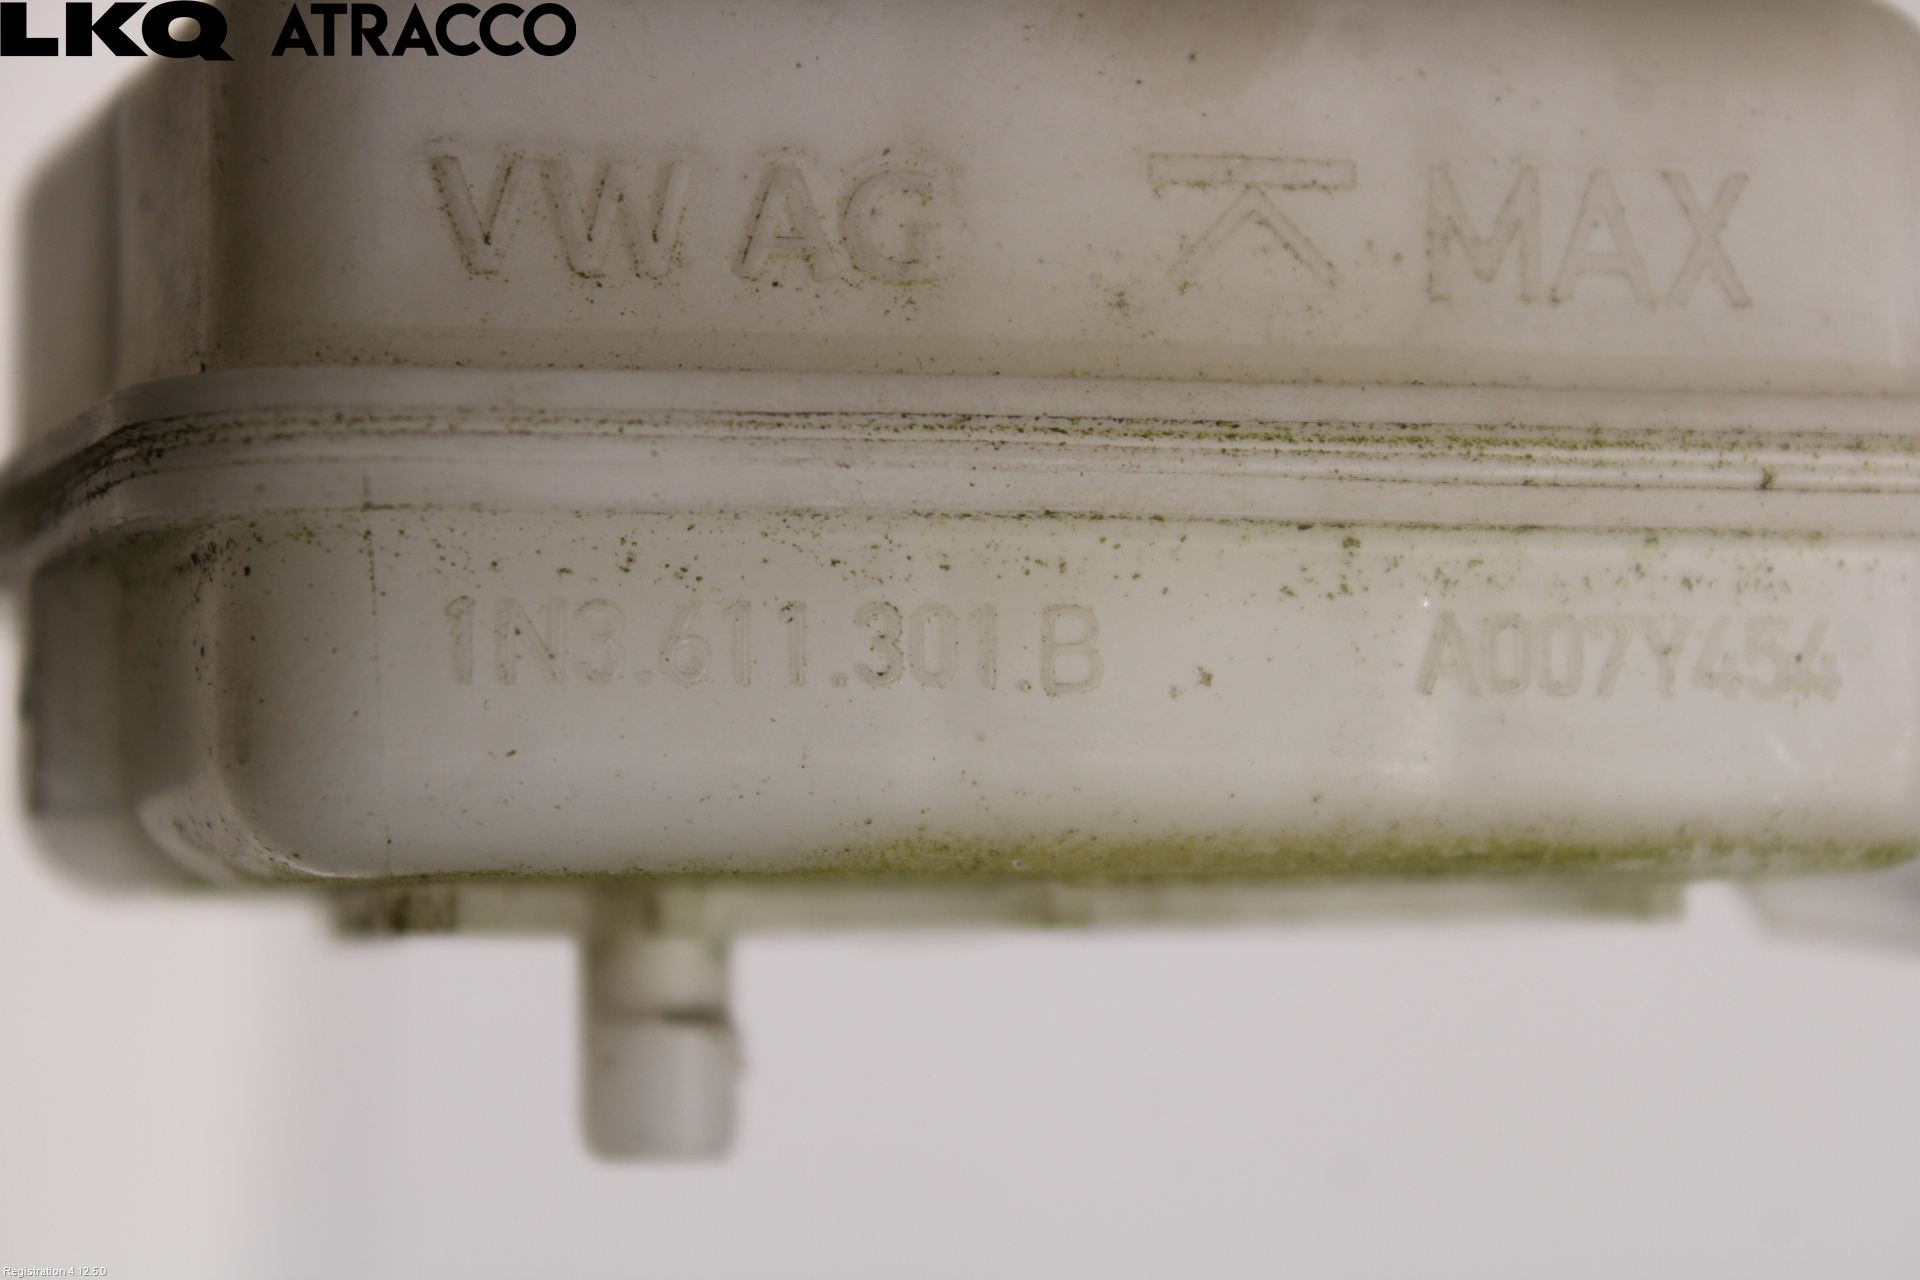 LKQ ATRACCO
VW AG MAX
1N3.611.301.B A007Y454
Registration 4.12.5.0